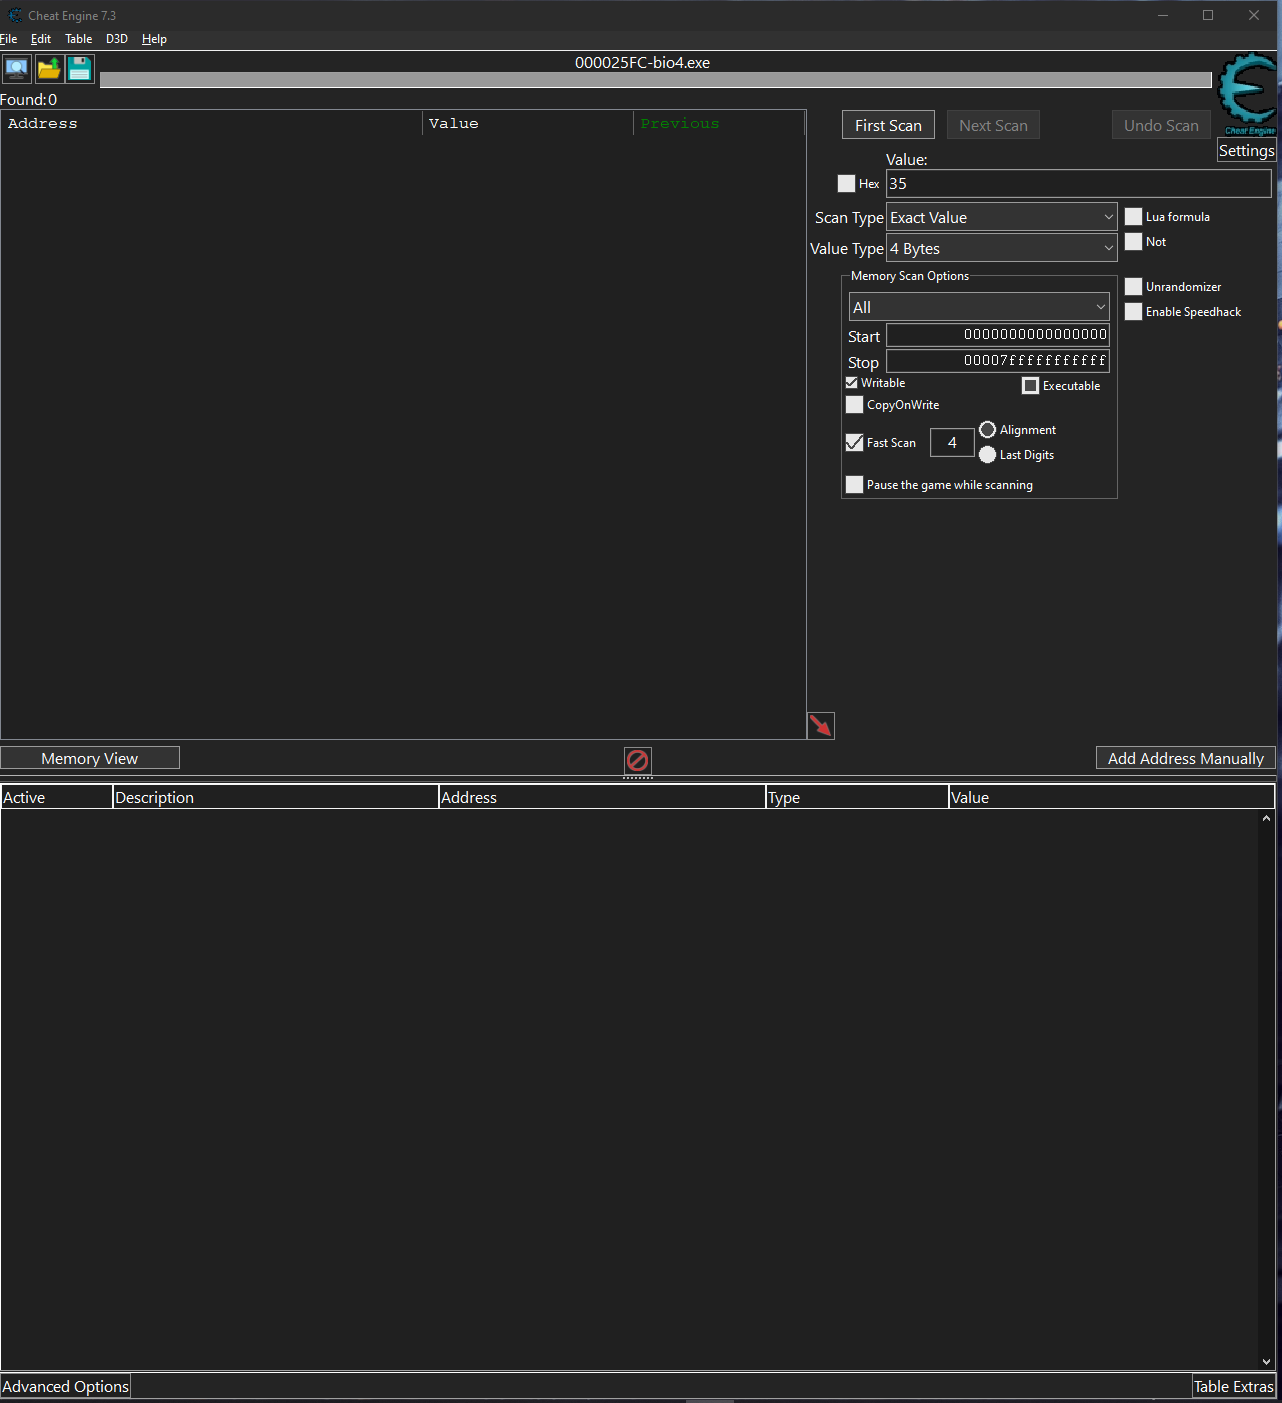 Cheat Engine 7.3
File Edit Table D3D Help
000025FC-bio4.exe
Found: 0
Cheat Engine
Settings
Address Value Previous
First Scan Next Scan Undo Scan
Value:
Hex 35
Scan Type Exact Value Lua formula
Value Type 4 Bytes Not
Memory Scan Options
All
Unrandomizer
Enable Speedhack
Start 0000000000000000
Stop 00007fffffffffff
Writable Executable
CopyOnWrite
Fast Scan 4 Alignment
Last Digits
Pause the game while scanning
Memory View Add Address Manually
Active Description Address Type Value
Advanced Options Table Extras